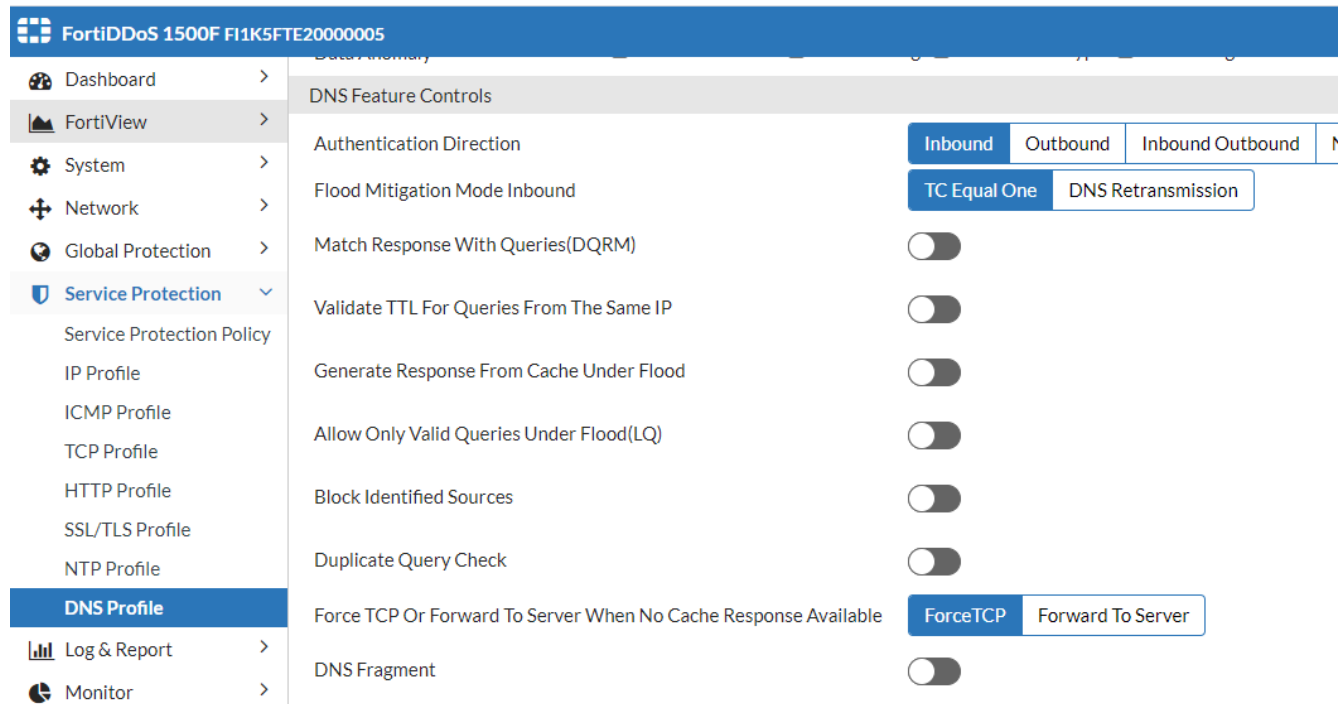 FortiDDoS 1500F FI1K5FTE20000005
Dashboard
FortiView
System
Network
Global Protection
Service Protection
Service Protection Policy
IP Profile
ICMP Profile
TCP Profile
HTTP Profile
SSL/TLS Profile
NTP Profile
DNS Profile
Log & Report
Monitor
DNS Feature Controls
Authentication Direction Inbound Outbound Inbound Outbound
Flood Mitigation Mode Inbound TC Equal One DNS Retransmission
Match Response With Queries(DQRM)
Validate TTL For Queries From The Same IP
Generate Response From Cache Under Flood
Allow Only Valid Queries Under Flood(LQ)
Block Identified Sources
Duplicate Query Check
Force TCP Or Forward To Server When No Cache Response Available ForceTCP Forward To Server
DNS Fragment